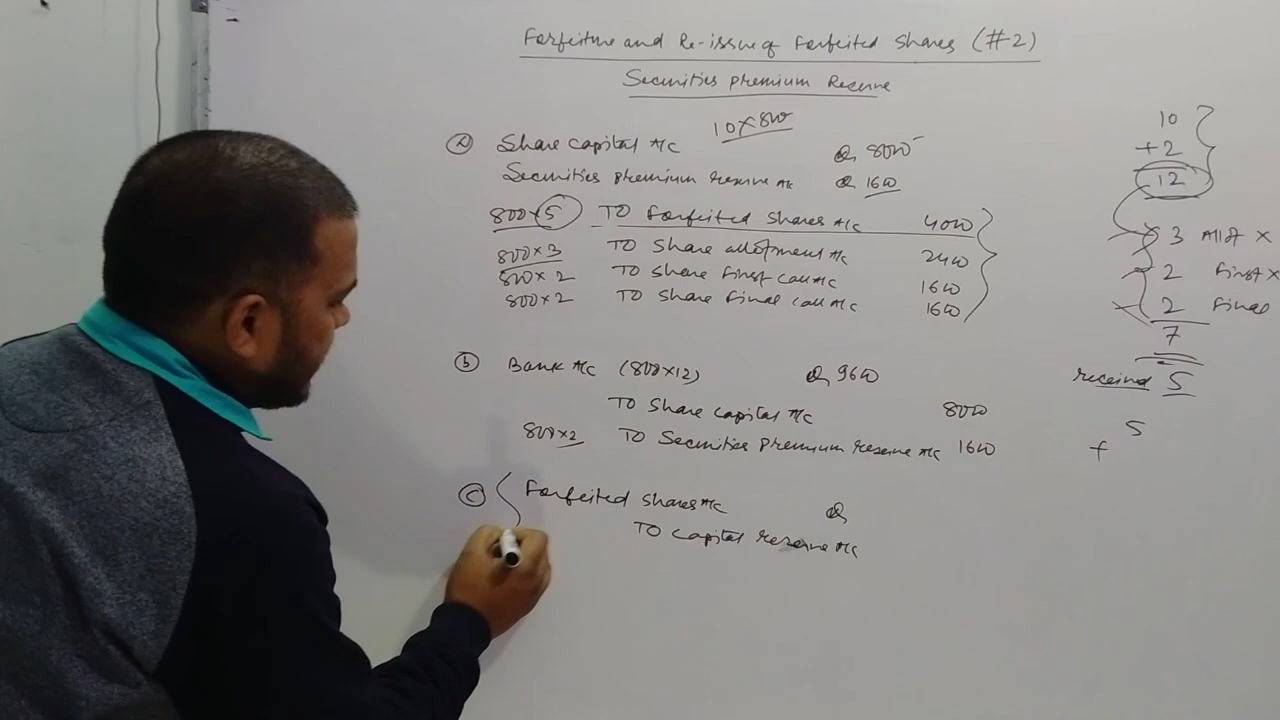 Forfeiture and Re-issue of Forfeited Shares (#2)
Securities Premium Reserve
10×800
(a) Share Capital A/c Dr 8000
Securities Premium Reserve A/c Dr 1600
800×5 TO Forfeited Shares A/c 4000
800×3 TO Share allotment A/c 2400
800×2 TO Share First Call A/c 1600
800×2 TO Share Final Call A/c 1600
(b) Bank A/c (800×12) Dr 9600
TO Share Capital A/c 8000
800×2 TO Securities Premium Reserve A/c 1600
(c) Forfeited Shares A/c Dr
TO Capital Reserve A/c
10
+2
12
3 Allot X
2 First X
2 Final
7
received 5
5
+